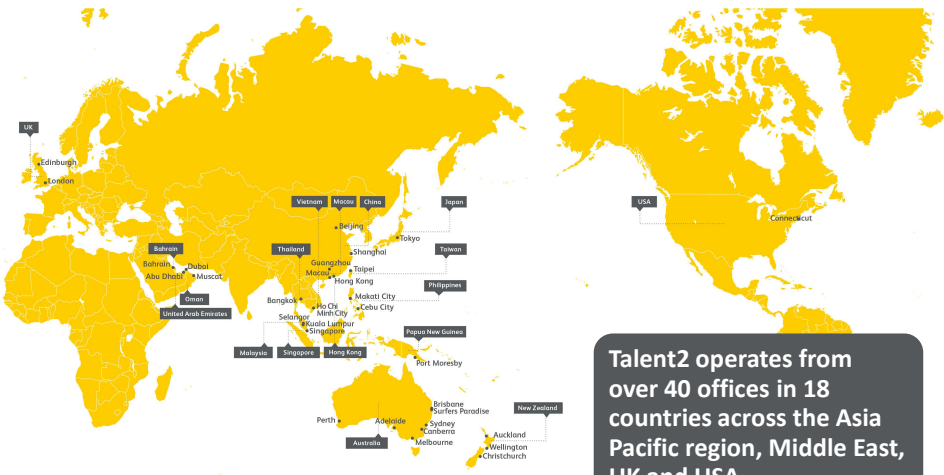 UK
Edinburgh
London
Vietnam
Macau
China
Japan
USA
Beijing
Connecticut
Tokyo
Bahrain
Thailand
Shanghai
Taiwan
Bahrain
Dubai
Guangzhou
Taipei
Abu Dhabi
Muscat
Macau
Hong Kong
Philippines
Oman
Bangkok
Makati City
United Arab Emirates
Ho Chi
Minh City
Cebu City
Selangor
Kuala Lumpur
Singapore
Papua New Guinea
Malaysia
Singapore
Hong Kong
Port Moresby
Talent2 operates from
over 40 offices in 18
countries across the Asia
Pacific region, Middle East,
UK and USA
Brisbane
Surfers Paradise
New Zealand
Perth
Adelaide
Sydney
Canberra
Auckland
Australia
Melbourne
Wellington
Christchurch